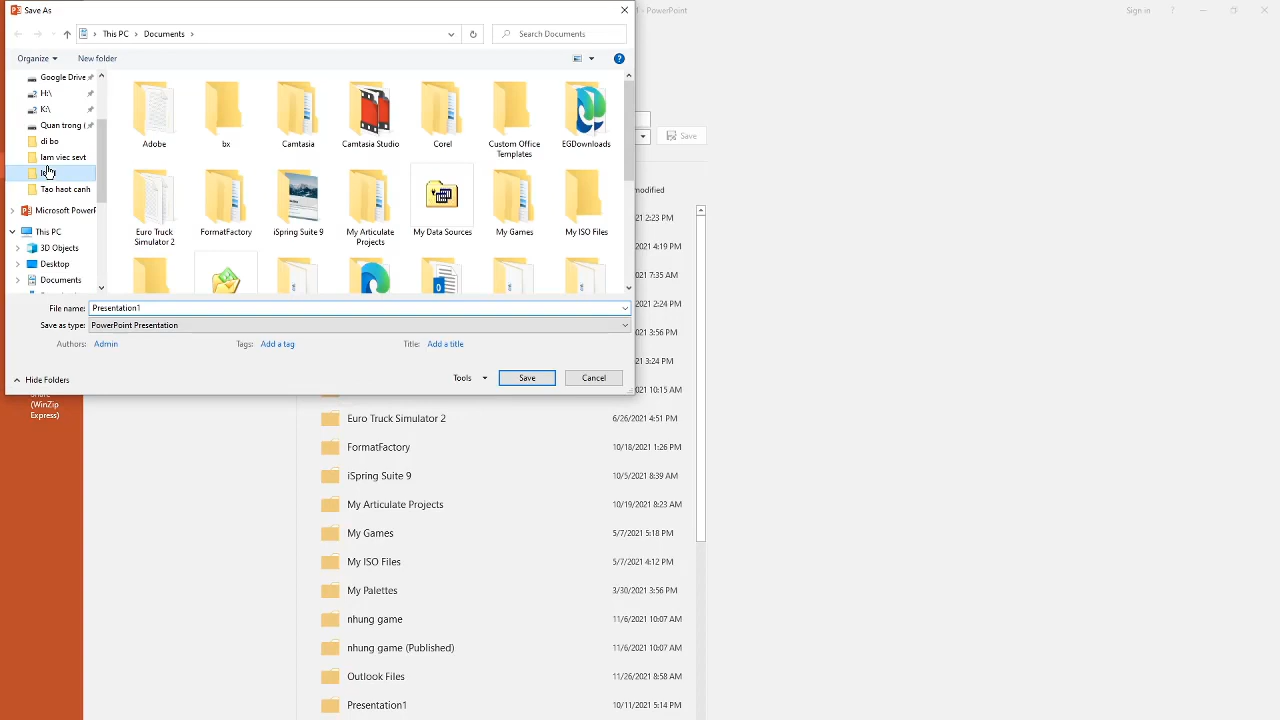 Save As
- PowerPoint
Sign in
?
This PC
Documents
Search Documents
Organize
New folder
?
Google Drive
H:\
K:\
Quan trong (
di bo
lam viec sevt
Tao haot canh
Microsoft PowerP
This PC
3D Objects
Desktop
Documents
Adobe
bx
Camtasia
Camtasia Studio
Corel
Custom Office
Templates
EGDownloads
Euro Truck
Simulator 2
FormatFactory
iSpring Suite 9
My Articulate
Projects
My Data Sources
My Games
My ISO Files
File name:
Presentation1
Save as type:
PowerPoint Presentation
Authors:
Admin
Tags:
Add a tag
Title:
Add a title
Hide Folders
Tools
Save
Cancel
Save
modified
21 2:23 PM
21 4:19 PM
21 7:35 AM
21 2:24 PM
21 3:56 PM
21 3:24 PM
021 10:15 AM
(WinZip
Express)
Euro Truck Simulator 2
6/26/2021 4:51 PM
FormatFactory
10/18/2021 1:26 PM
iSpring Suite 9
10/5/2021 8:39 AM
My Articulate Projects
10/19/2021 8:23 AM
My Games
5/7/2021 5:18 PM
My ISO Files
5/7/2021 4:12 PM
My Palettes
3/30/2021 3:56 PM
nhung game
11/6/2021 10:07 AM
nhung game (Published)
11/6/2021 10:07 AM
Outlook Files
11/26/2021 8:58 AM
Presentation1
10/11/2021 5:14 PM